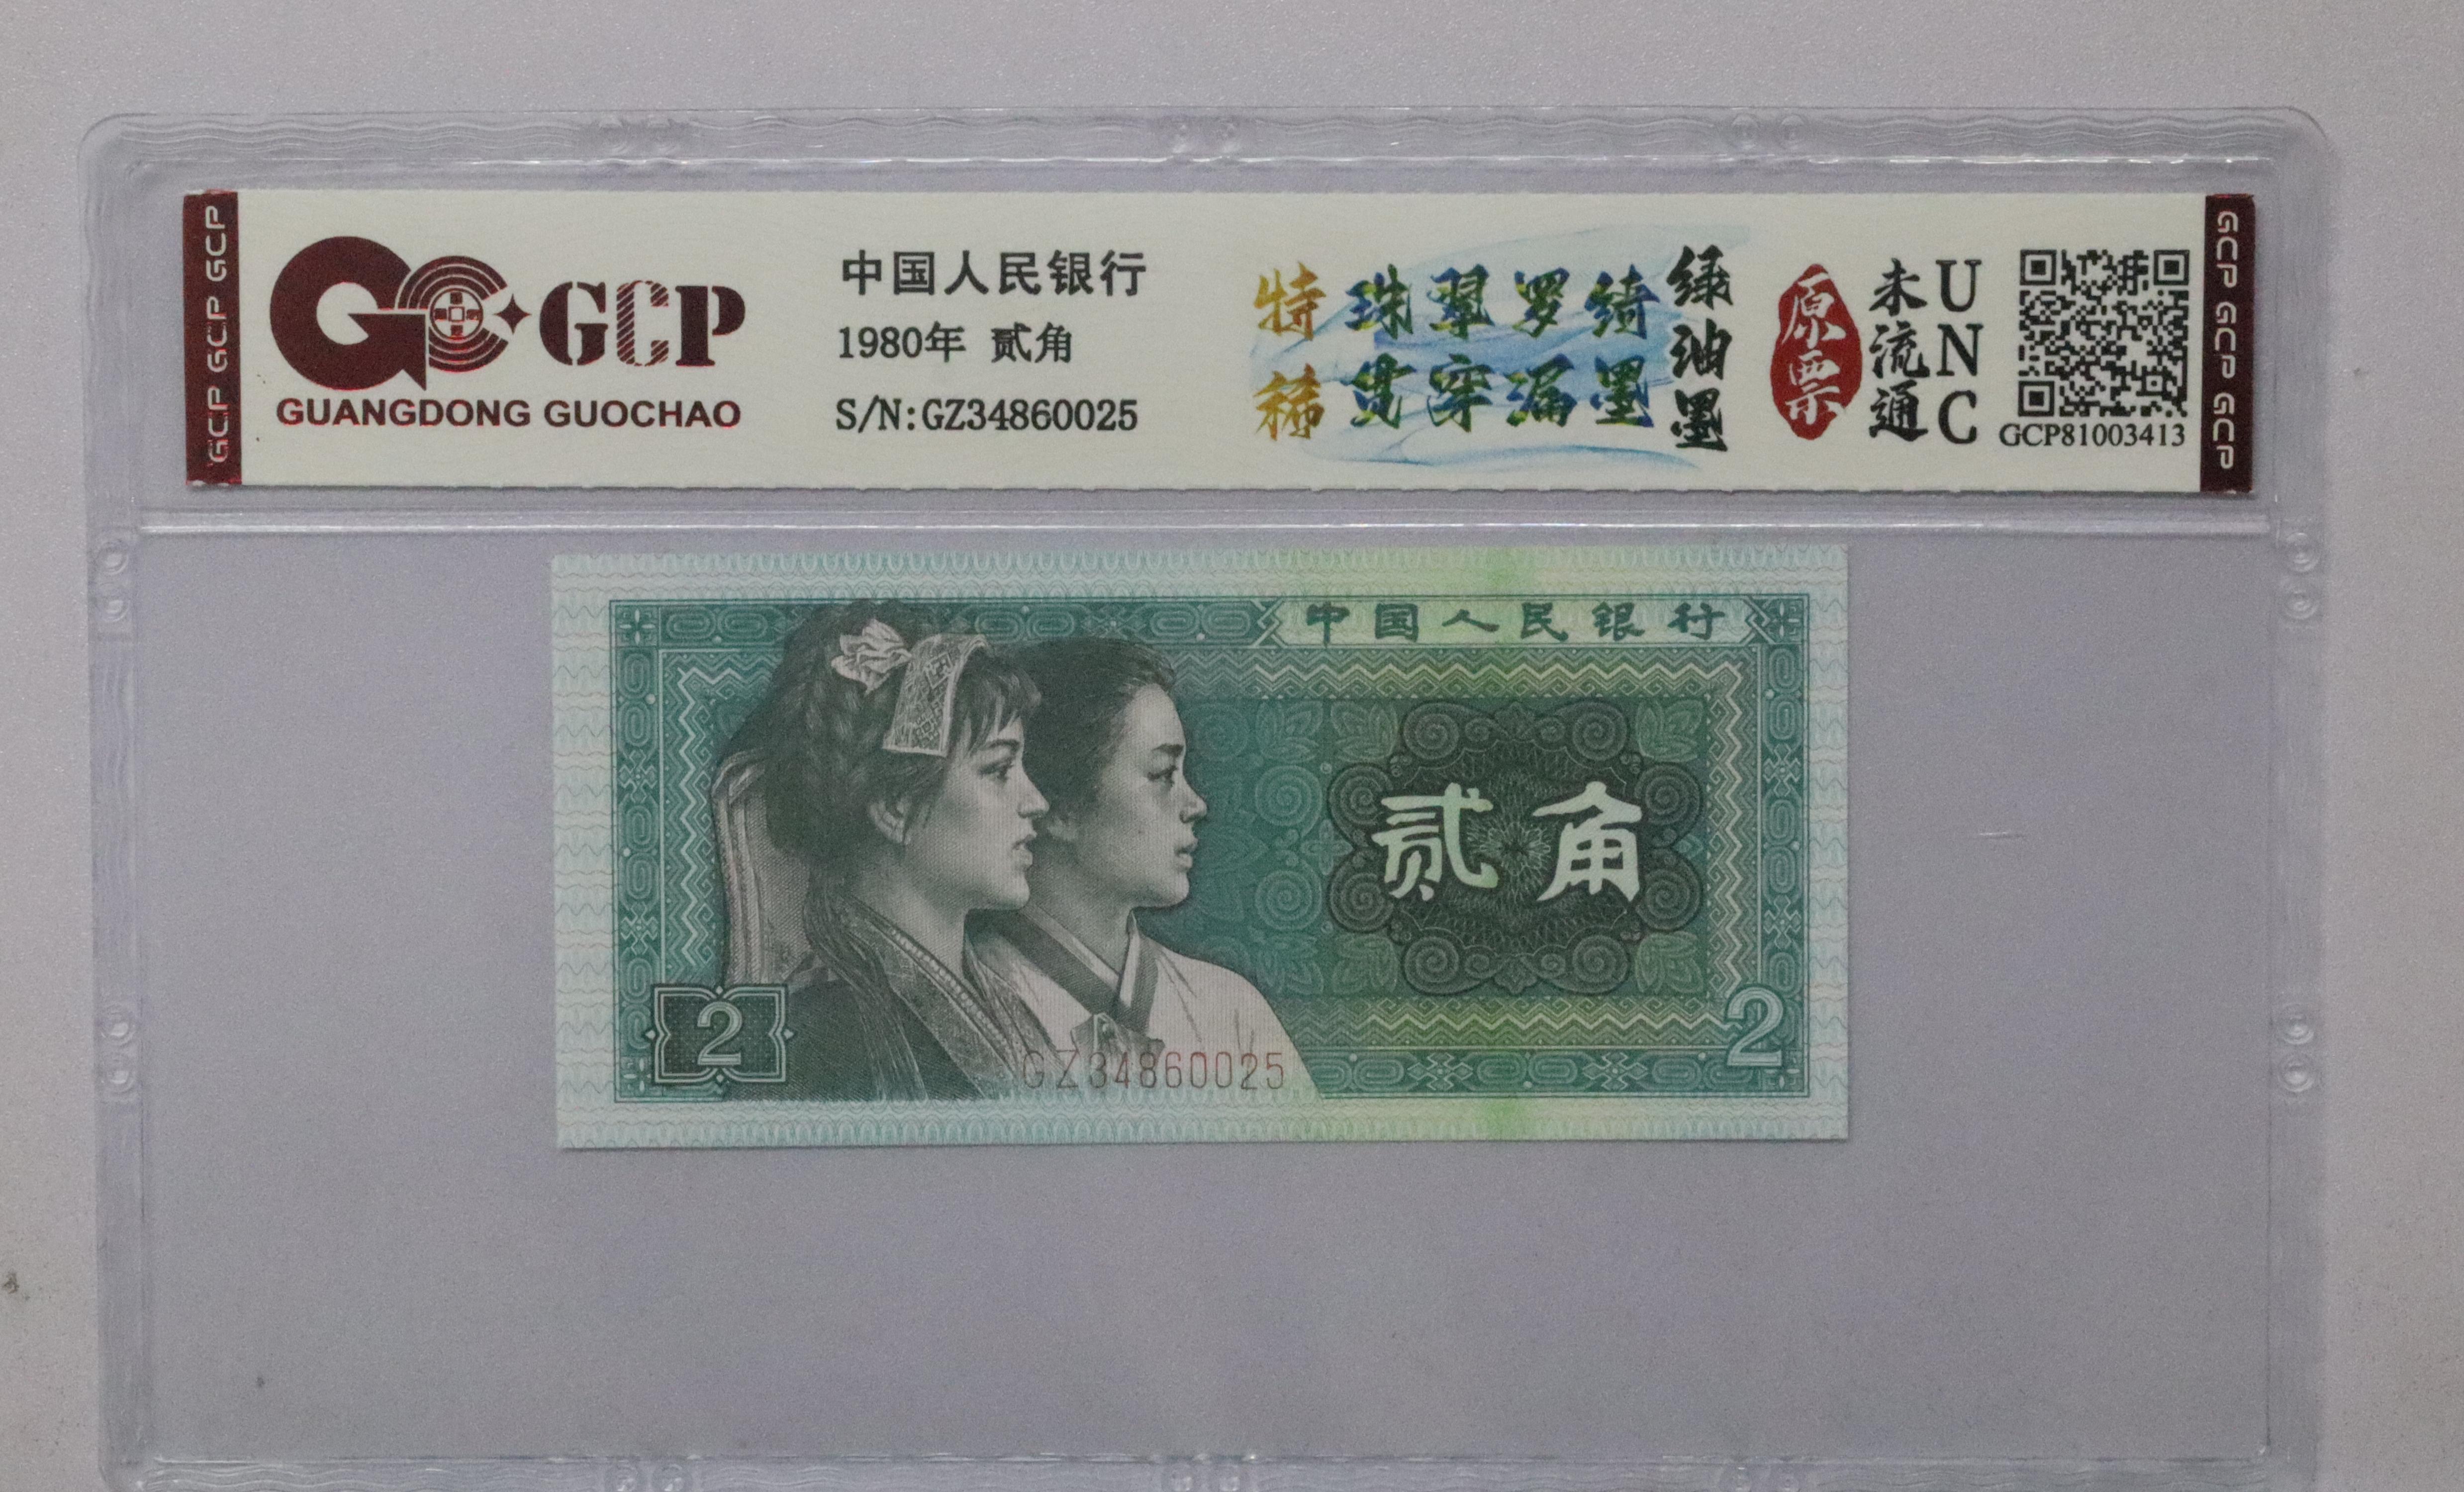 GCP GCP GCP
GCP
GUANGDONG GUOCHAO
中国人民银行
1980年 贰角
S/N:GZ34860025
特稀
珠翠罗绮
贯穿漏墨
绿油墨
原票
未流通
UNC
GCP81003413
GCP GCP GCP
中国人民银行
贰角
2
2
GZ34860025